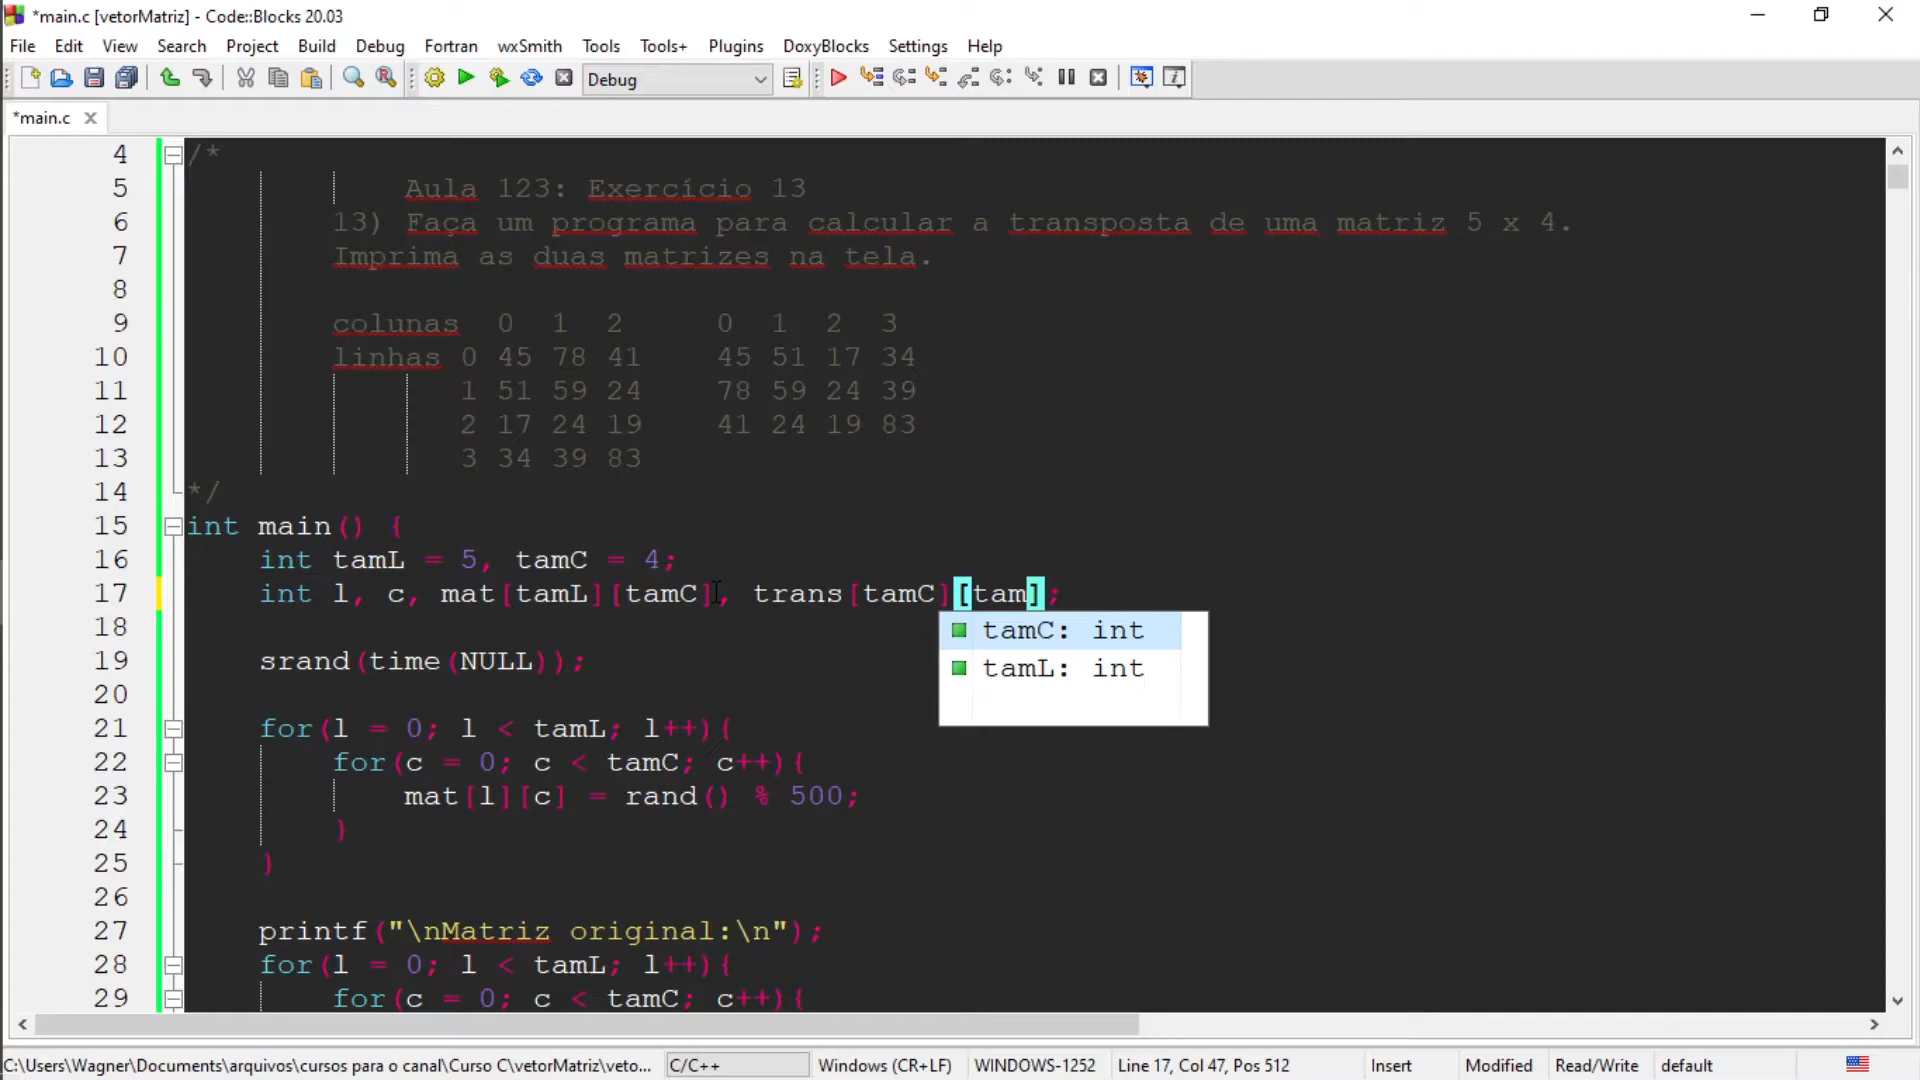 *main.c [vetorMatriz] - Code::Blocks 20.03
File Edit View Search Project Build Debug Fortran wxSmith Tools Tools+ Plugins DoxyBlocks Settings Help
Debug
*main.c
4 /*
5 Aula 123: Exercício 13
6 13) Faça um programa para calcular a transposta de uma matriz 5 x 4.
7 Imprima as duas matrizes na tela.
8
9 colunas 0 1 2 0 1 2 3
10 linhas 0 45 78 41 45 51 17 34
11 1 51 59 24 78 59 24 39
12 2 17 24 19 41 24 19 83
13 3 34 39 83
14 */
15 int main() {
16 int tamL = 5, tamC = 4;
17 int l, c, mat[tamL][tamC], trans[tamC][tam];
tamC: int
18
tamL: int
19 srand(time(NULL));
20
21 for(l = 0; l < tamL; l++){
22 for(c = 0; c < tamC; c++){
23 mat[l][c] = rand() % 500;
24 }
25 }
26
27 printf("\nMatriz original:\n");
28 for(l = 0; l < tamL; l++){
29 for(c = 0; c < tamC; c++){
C:\Users\Wagner\Documents\arquivos\cursos para o canal\Curso C\vetorMatriz\veto... C/C++ Windows (CR+LF) WINDOWS-1252 Line 17, Col 47, Pos 512 Insert Modified Read/Write default